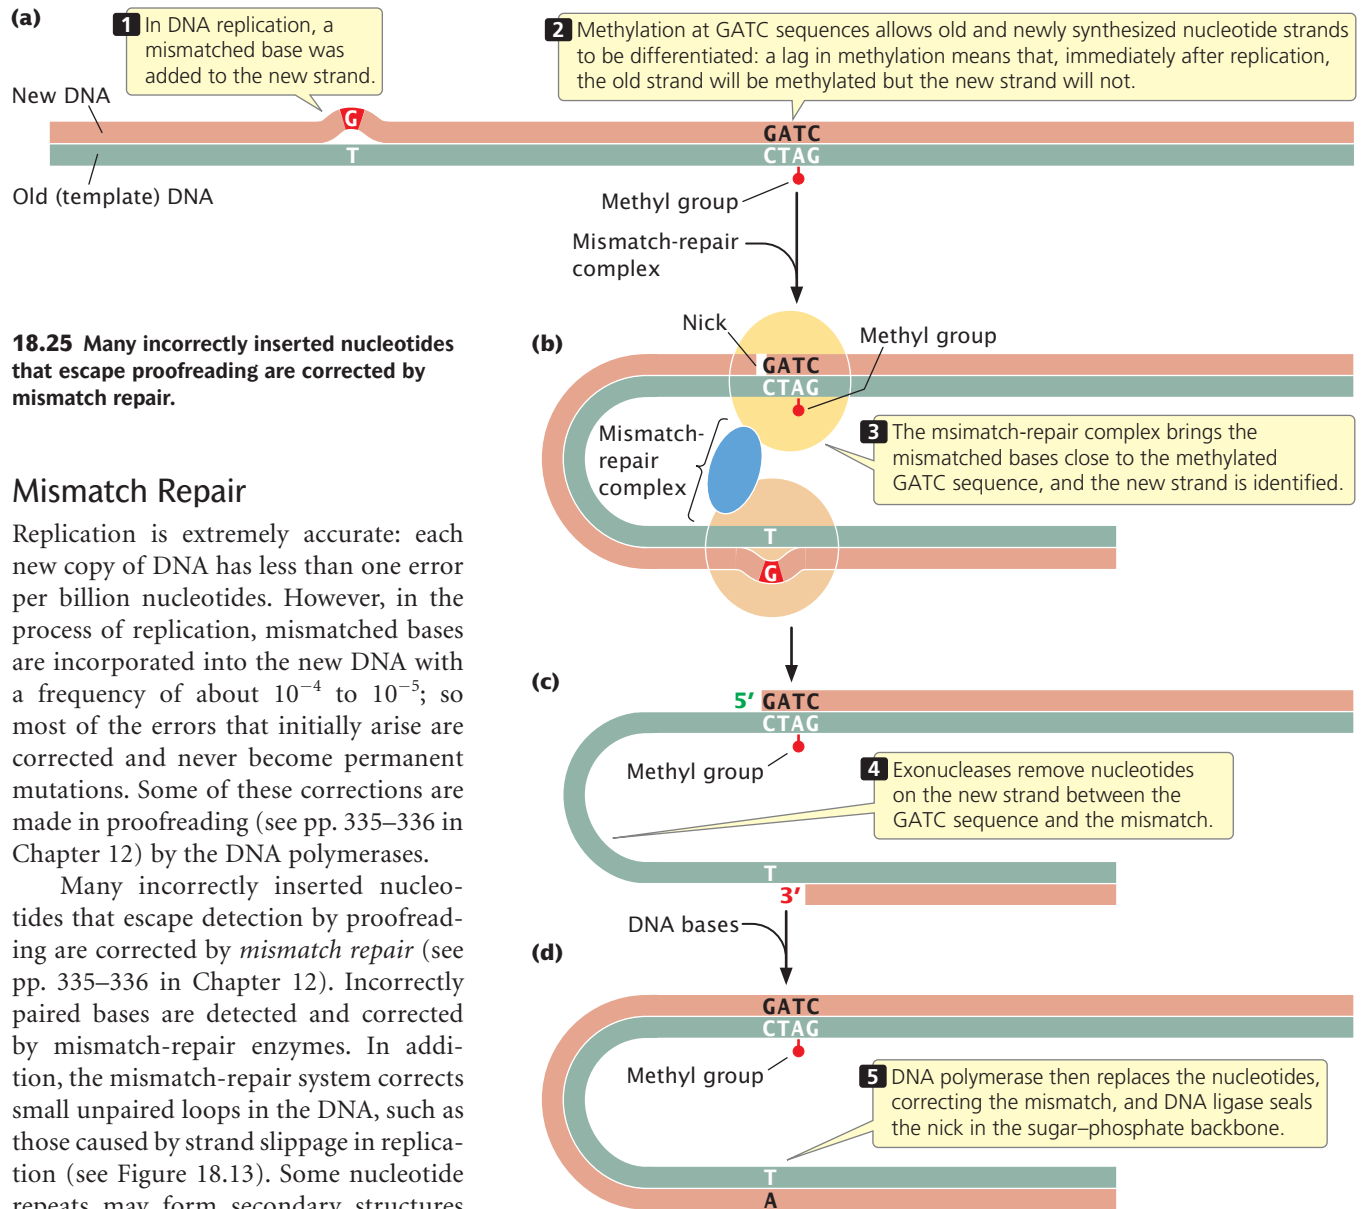 (a)
1 In DNA replication, a
mismatched base was
added to the new strand.
2 Methylation at GATC sequences allows old and newly synthesized nucleotide strands
to be differentiated: a lag in methylation means that, immediately after replication,
the old strand will be methylated but the new strand will not.
New DNA
G
GATC
T
CTAG
Old (template) DNA
Methyl group
Mismatch-repair
complex
18.25 Many incorrectly inserted nucleotides
that escape proofreading are corrected by
mismatch repair.
(b)
Nick
Methyl group
GATC
CTAG
Mismatch-
repair
complex
3 The msimatch-repair complex brings the
mismatched bases close to the methylated
GATC sequence, and the new strand is identified.
T
G
(c)
5′ GATC
CTAG
Methyl group
4 Exonucleases remove nucleotides
on the new strand between the
GATC sequence and the mismatch.
T
3′
DNA bases
(d)
GATC
CTAG
Methyl group
5 DNA polymerase then replaces the nucleotides,
correcting the mismatch, and DNA ligase seals
the nick in the sugar–phosphate backbone.
T
A
Mismatch Repair
Replication is extremely accurate: each
new copy of DNA has less than one error
per billion nucleotides. However, in the
process of replication, mismatched bases
are incorporated into the new DNA with
a frequency of about 10⁻⁴ to 10⁻⁵; so
most of the errors that initially arise are
corrected and never become permanent
mutations. Some of these corrections are
made in proofreading (see pp. 335–336 in
Chapter 12) by the DNA polymerases.
Many incorrectly inserted nucleo-
tides that escape detection by proofread-
ing are corrected by mismatch repair (see
pp. 335–336 in Chapter 12). Incorrectly
paired bases are detected and corrected
by mismatch-repair enzymes. In addi-
tion, the mismatch-repair system corrects
small unpaired loops in the DNA, such as
those caused by strand slippage in replica-
tion (see Figure 18.13). Some nucleotide
repeats may form secondary structures